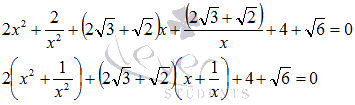 2x² + 2/x² + (2√3 + √2)x + (2√3 + √2)/x + 4 + √6 = 0
2(x² + 1/x²) + (2√3 + √2)(x + 1/x) + 4 + √6 = 0